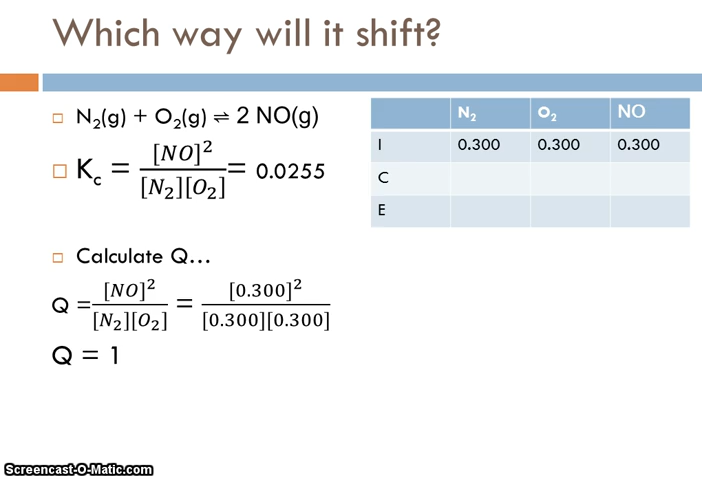 Which way will it shift?
N₂(g) + O₂(g) ⇌ 2 NO(g)
K꜀ = [NO]² / [N₂][O₂] = 0.0255
N₂ O₂ NO
I 0.300 0.300 0.300
C
E
Calculate Q…
Q = [NO]² / [N₂][O₂] = [0.300]² / [0.300][0.300]
Q = 1
Screencast-O-Matic.com